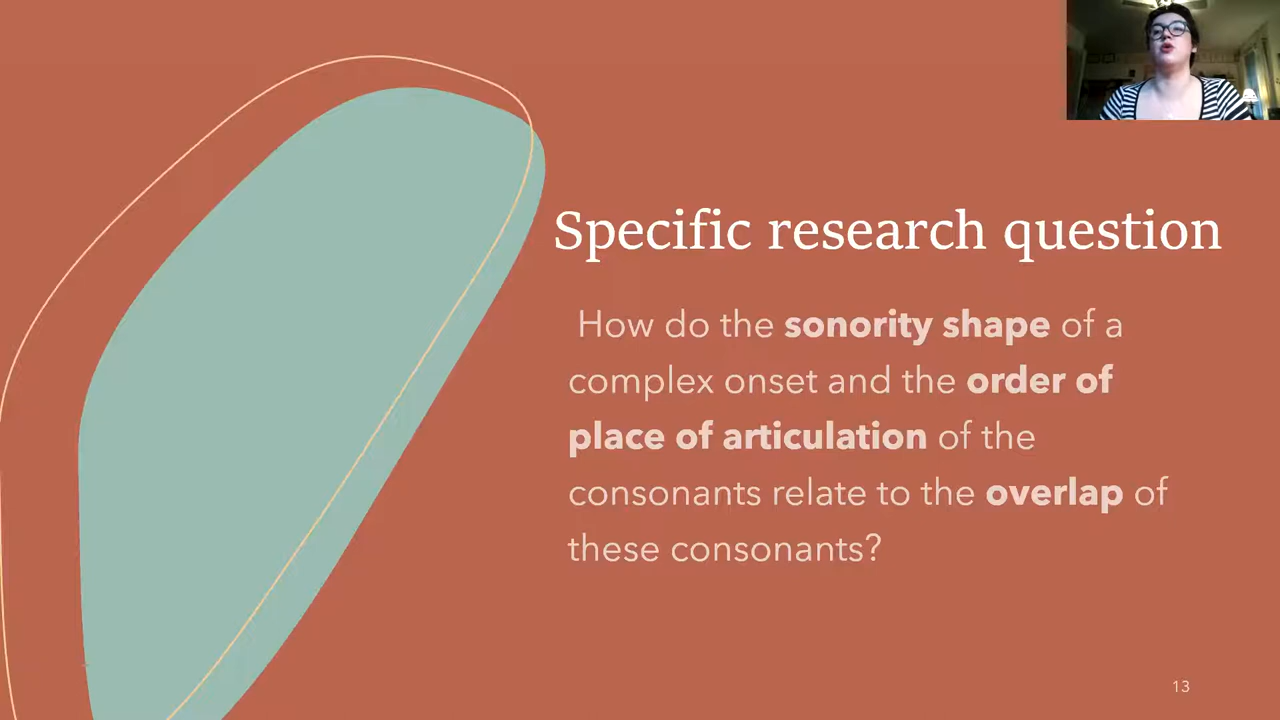 Specific research question
How do the sonority shape of a
complex onset and the order of
place of articulation of the
consonants relate to the overlap of
these consonants?
13